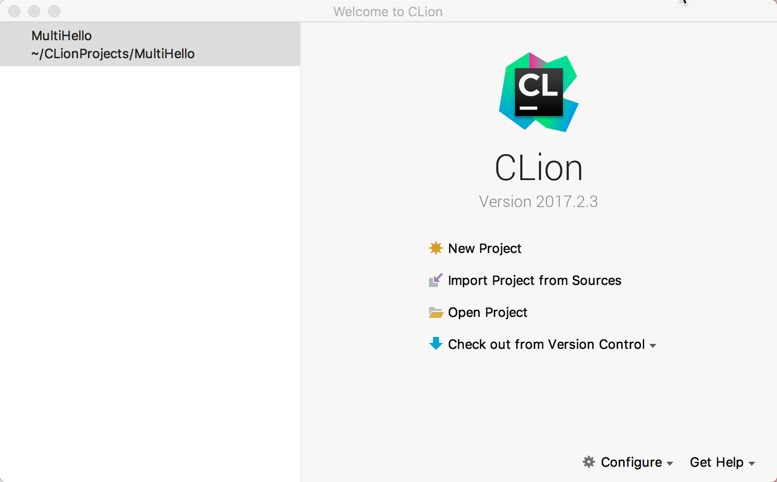 Welcome to CLion
MultiHello
~/CLionProjects/MultiHello
CL
CLion
Version 2017.2.3
New Project
Import Project from Sources
Open Project
Check out from Version Control
Configure
Get Help